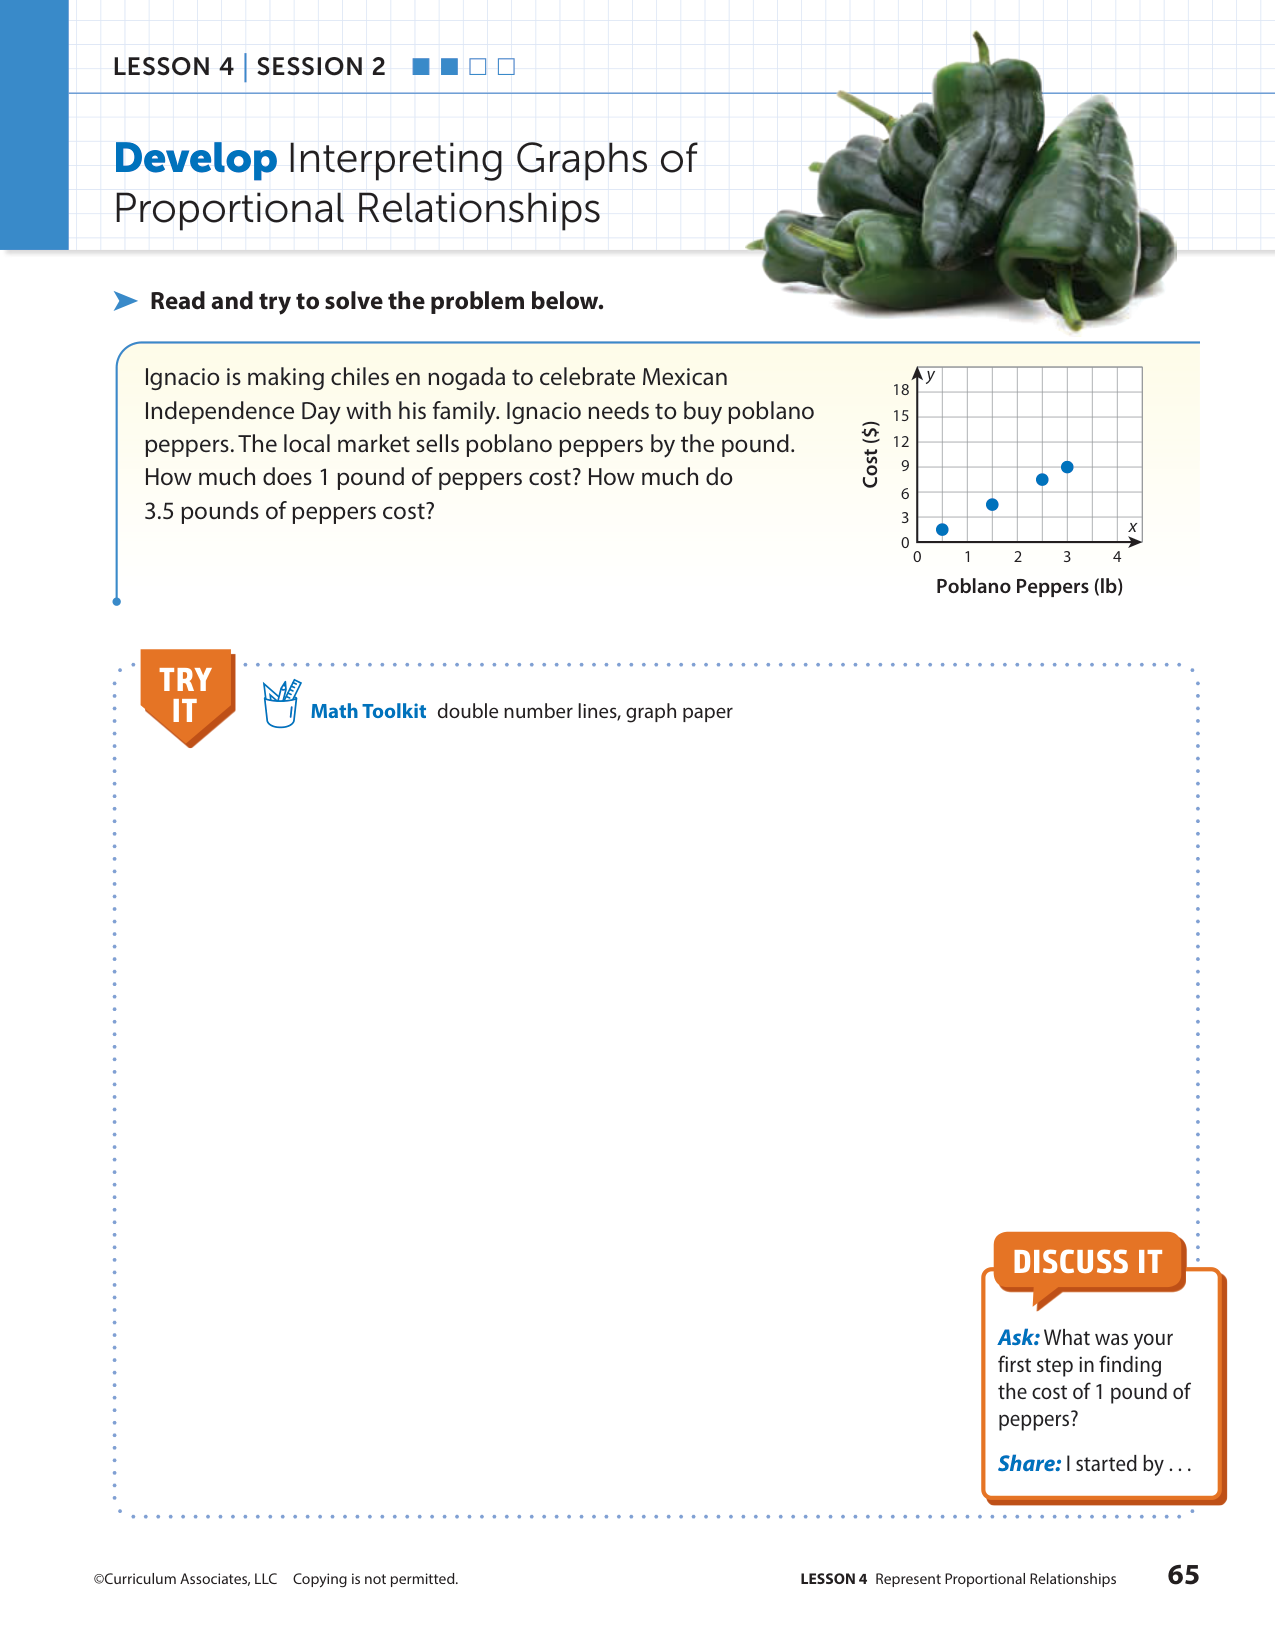 LESSON 4 | SESSION 2
Develop Interpreting Graphs of
Proportional Relationships
Read and try to solve the problem below.
Ignacio is making chiles en nogada to celebrate Mexican
Independence Day with his family. Ignacio needs to buy poblano
peppers. The local market sells poblano peppers by the pound.
How much does 1 pound of peppers cost? How much do
3.5 pounds of peppers cost?
y
18
15
12
9
6
3
0
Cost ($)
x
0 1 2 3 4
Poblano Peppers (lb)
TRY
IT
Math Toolkit double number lines, graph paper
DISCUSS IT
Ask: What was your
first step in finding
the cost of 1 pound of
peppers?
Share: I started by . . .
©Curriculum Associates, LLC Copying is not permitted.
LESSON 4 Represent Proportional Relationships 65